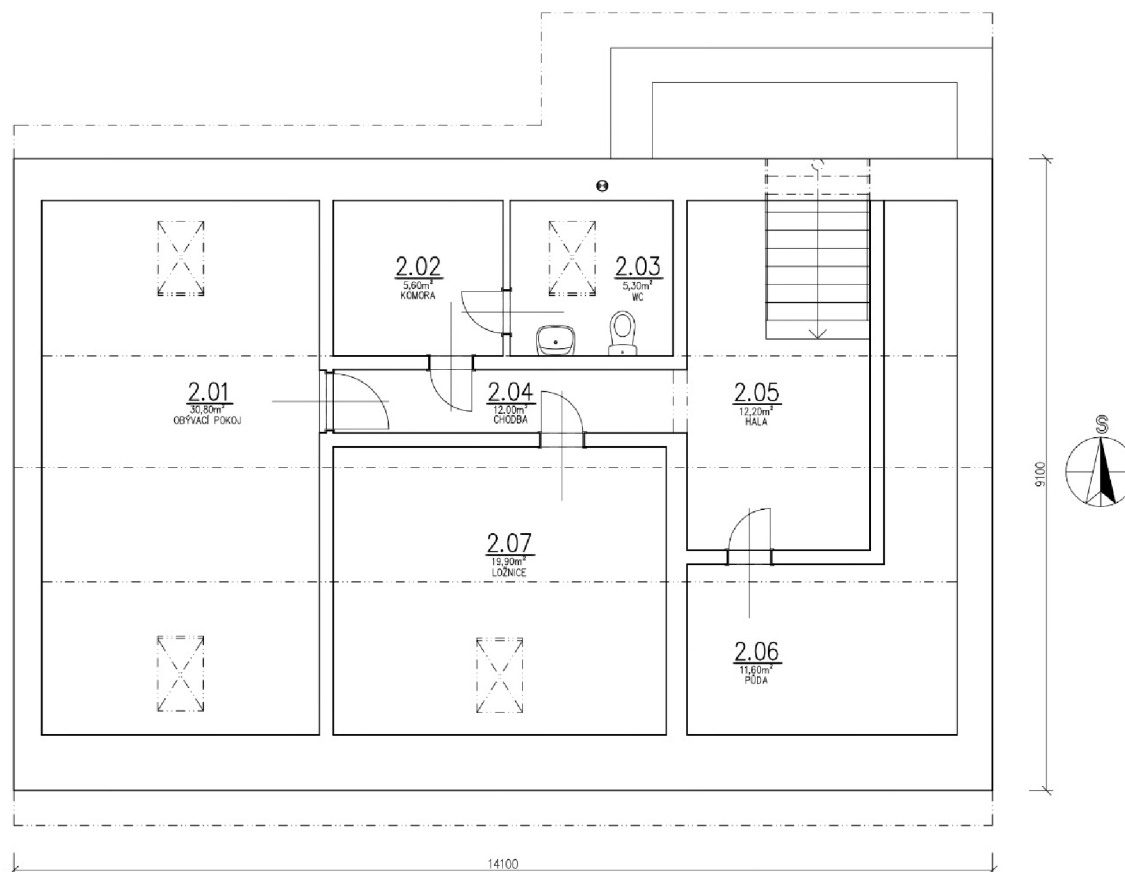 2.02
5,60m²
KOMORA
2.03
5,30m²
WC
2.01
30,80m²
OBÝVACÍ POKOJ
2.04
12.00m²
CHODBA
2.05
12,20m²
HALA
S
9100
2.07
19,90m²
LOŽNICE
2.06
11,60m²
PŮDA
14100